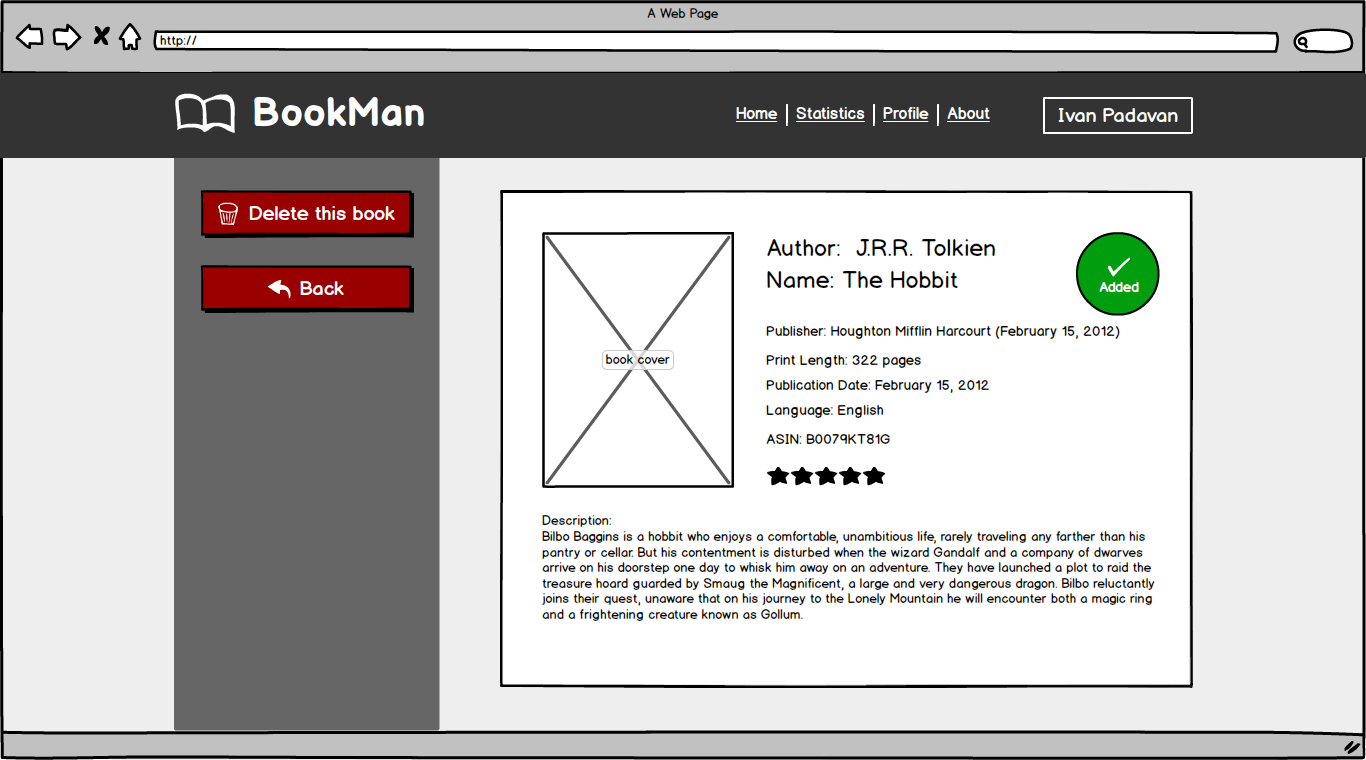 A Web Page
http://
BookMan
Home
Statistics
Profile
About
Ivan Padavan
Delete this book
Back
book cover
Author: J.R.R. Tolkien
Name: The Hobbit
Added
Publisher: Houghton Mifflin Harcourt (February 15, 2012)
Print Length: 322 pages
Publication Date: February 15, 2012
Language: English
ASIN: B0079KT81G
Description:
Bilbo Baggins is a hobbit who enjoys a comfortable, unambitious life, rarely traveling any farther than his
pantry or cellar. But his contentment is disturbed when the wizard Gandalf and a company of dwarves
arrive on his doorstep one day to whisk him away on an adventure. They have launched a plot to raid the
treasure hoard guarded by Smaug the Magnificent, a large and very dangerous dragon. Bilbo reluctantly
joins their quest, unaware that on his journey to the Lonely Mountain he will encounter both a magic ring
and a frightening creature known as Gollum.